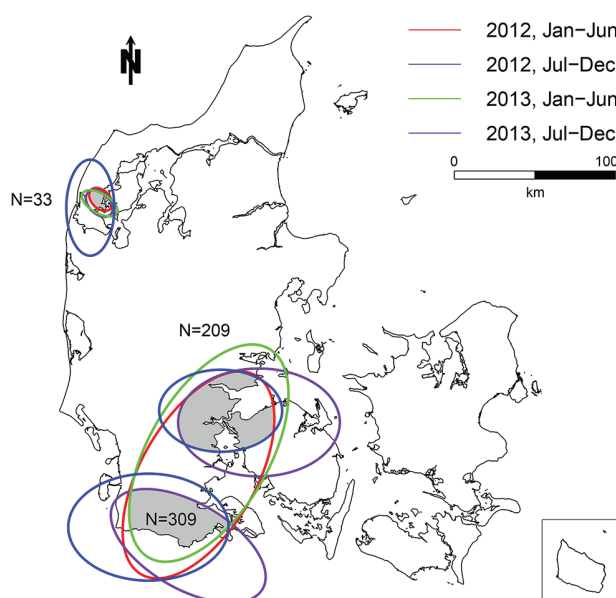 2012, Jan−Jun
2012, Jul−Dec
2013, Jan−Jun
2013, Jul−Dec
N
0 100
km
N=33
N=209
N=309